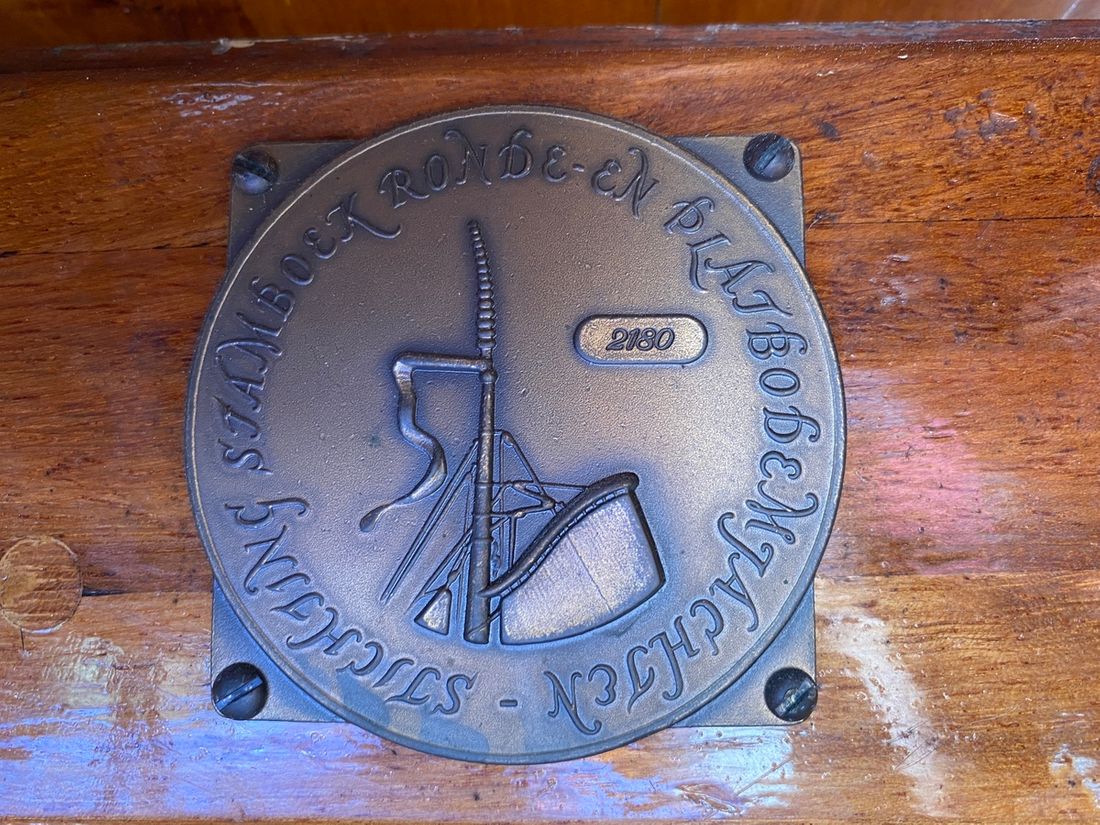 STICHTING STAMBOEK RONDE-EN PLATBODEMJACHTEN -
2180